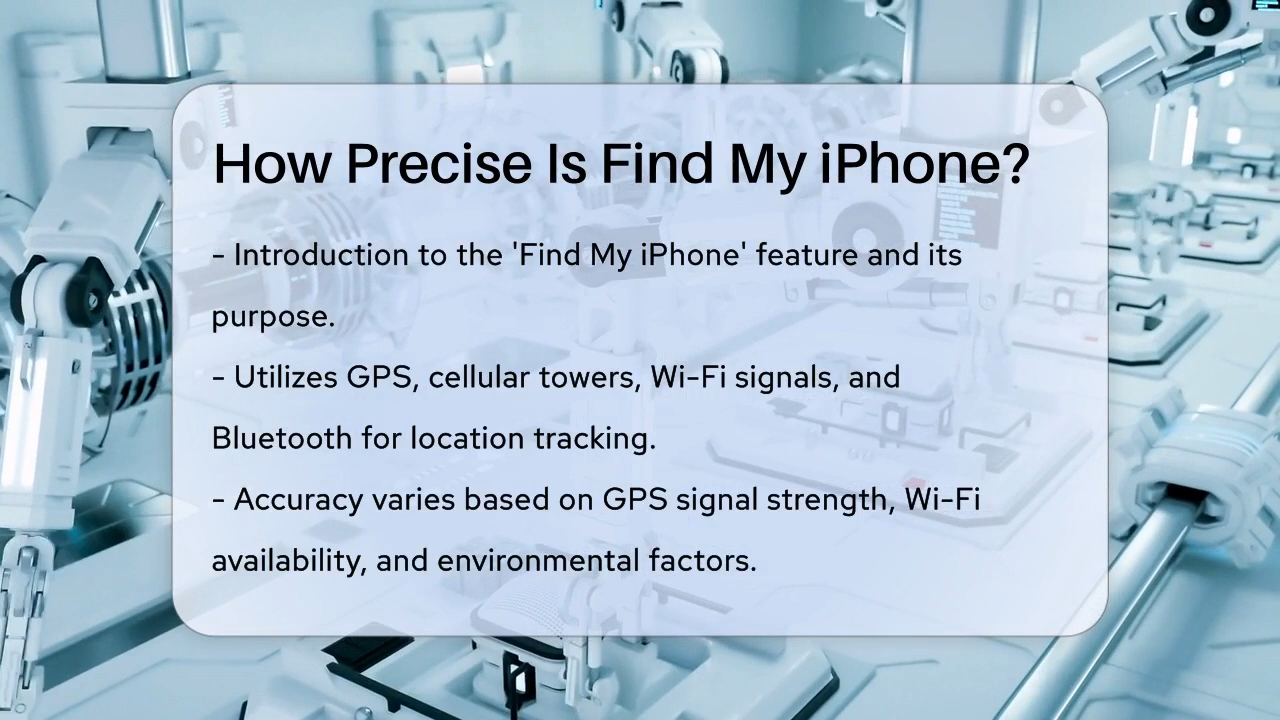 How Precise Is Find My iPhone?
- Introduction to the 'Find My iPhone' feature and its
purpose.
- Utilizes GPS, cellular towers, Wi-Fi signals, and
Bluetooth for location tracking.
- Accuracy varies based on GPS signal strength, Wi-Fi
availability, and environmental factors.